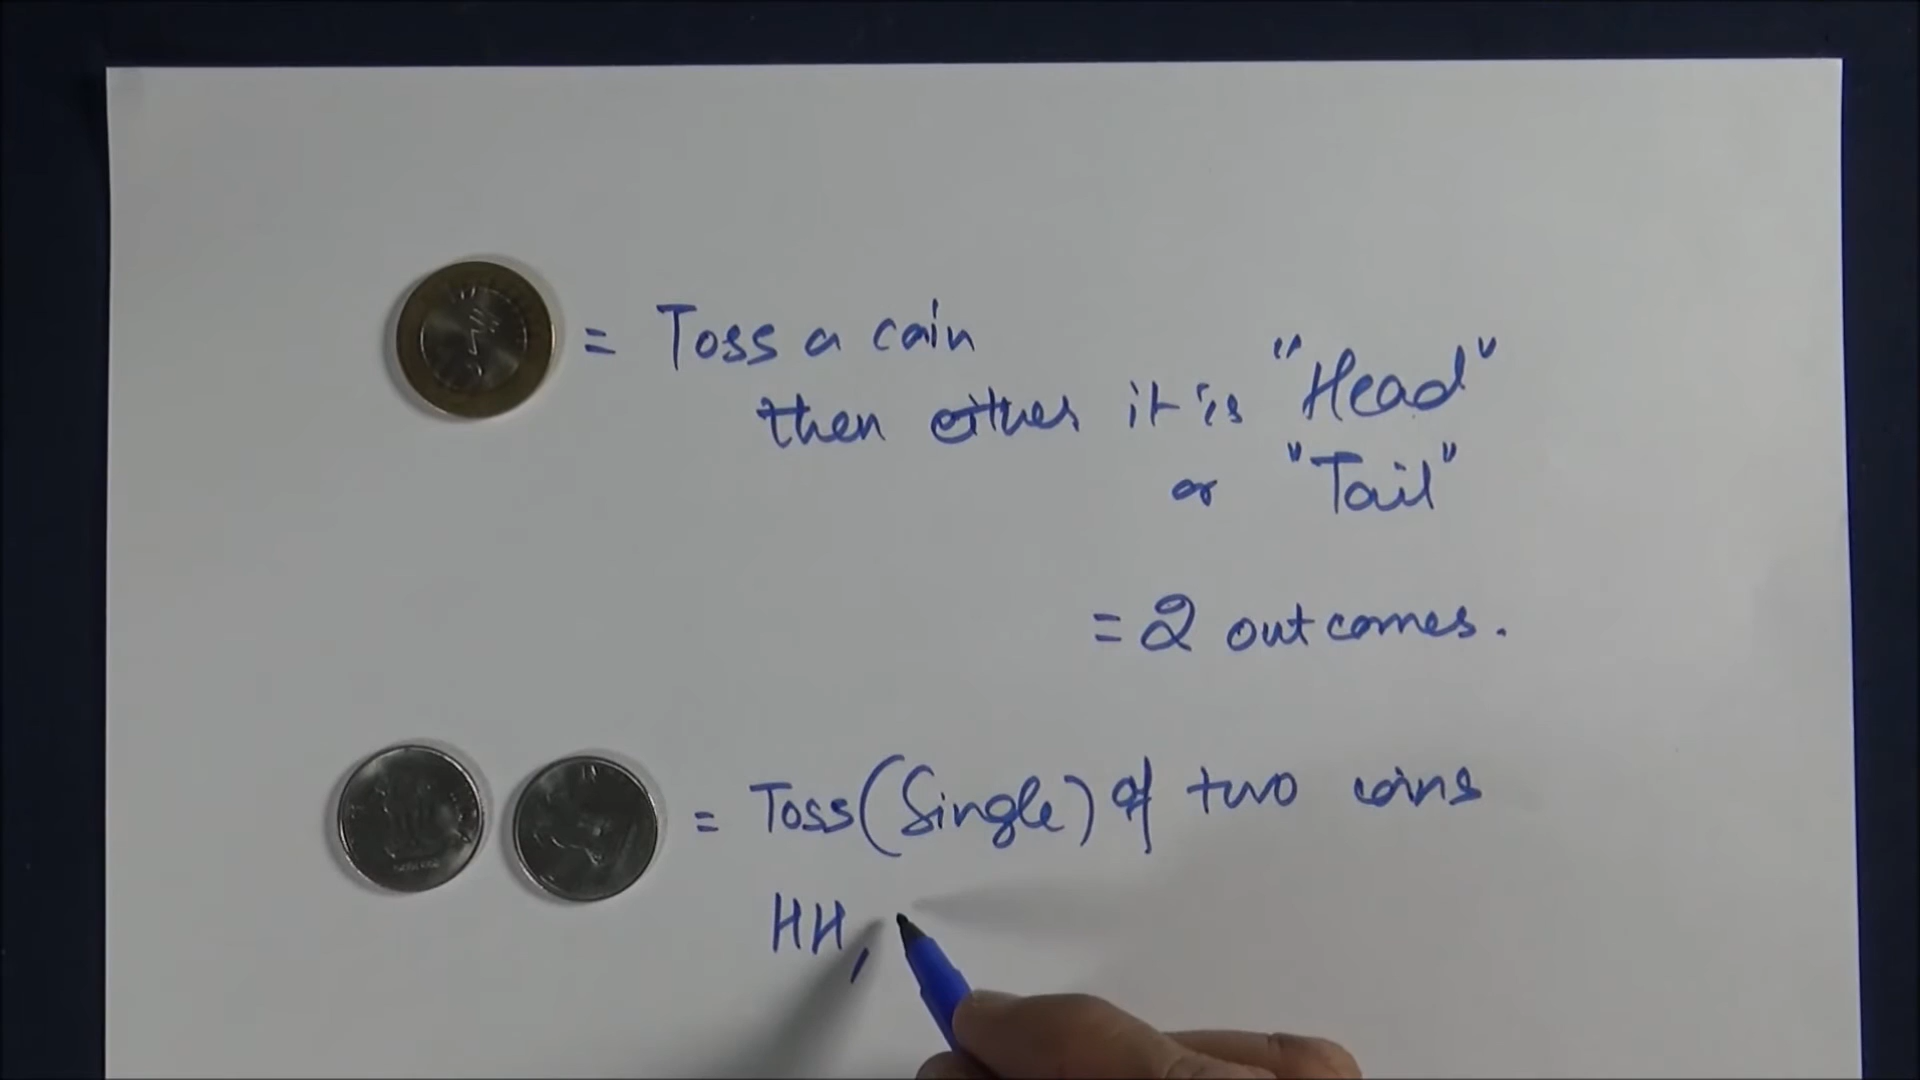 = Toss a cain
then either it is "Head"
or "Tail"
= 2 outcomes.
= Toss (Single) of two coins
HH,